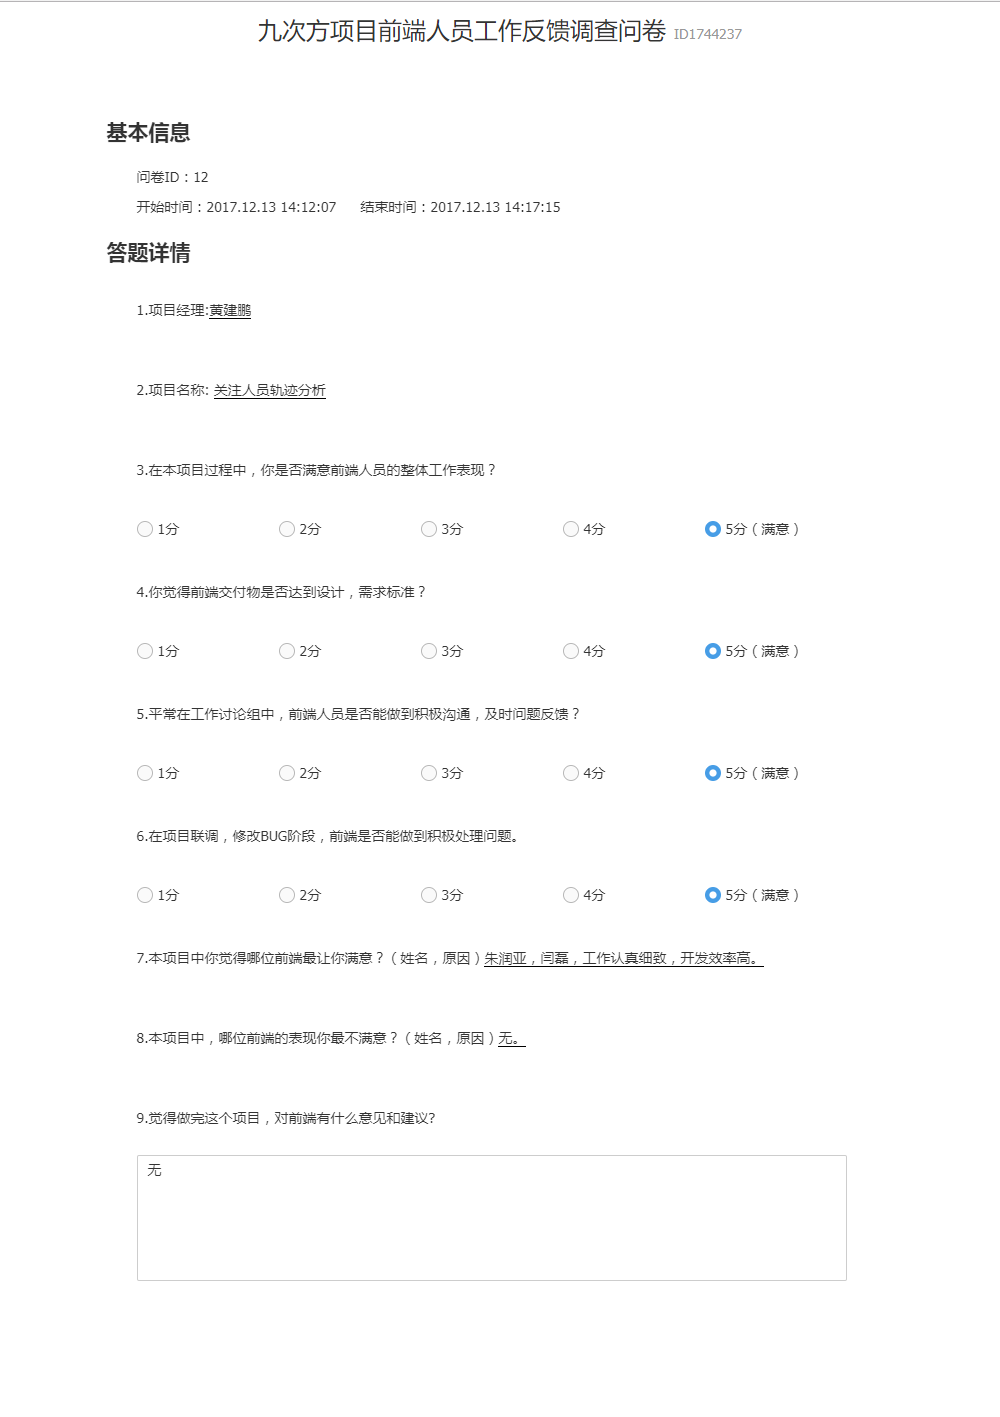 九次方项目前端人员工作反馈调查问卷 ID1744237
基本信息
问卷ID：12
开始时间：2017.12.13 14:12:07 结束时间：2017.12.13 14:17:15
答题详情
1.项目经理:黄建鹏
2.项目名称: 关注人员轨迹分析
3.在本项目过程中，你是否满意前端人员的整体工作表现？
1分 2分 3分 4分 5分（满意）
4.你觉得前端交付物是否达到设计，需求标准？
1分 2分 3分 4分 5分（满意）
5.平常在工作讨论组中，前端人员是否能做到积极沟通，及时问题反馈？
1分 2分 3分 4分 5分（满意）
6.在项目联调，修改BUG阶段，前端是否能做到积极处理问题。
1分 2分 3分 4分 5分（满意）
7.本项目中你觉得哪位前端最让你满意？（姓名，原因）朱润亚，闫磊，工作认真细致，开发效率高。
8.本项目中，哪位前端的表现你最不满意？（姓名，原因）无。
9.觉得做完这个项目，对前端有什么意见和建议?
无